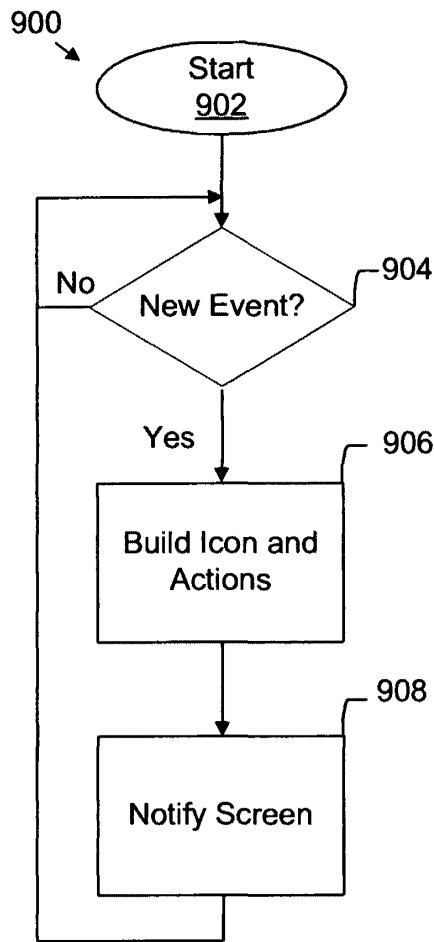 900
Start
902
904
No
New Event?
Yes
906
Build Icon and
Actions
908
Notify Screen